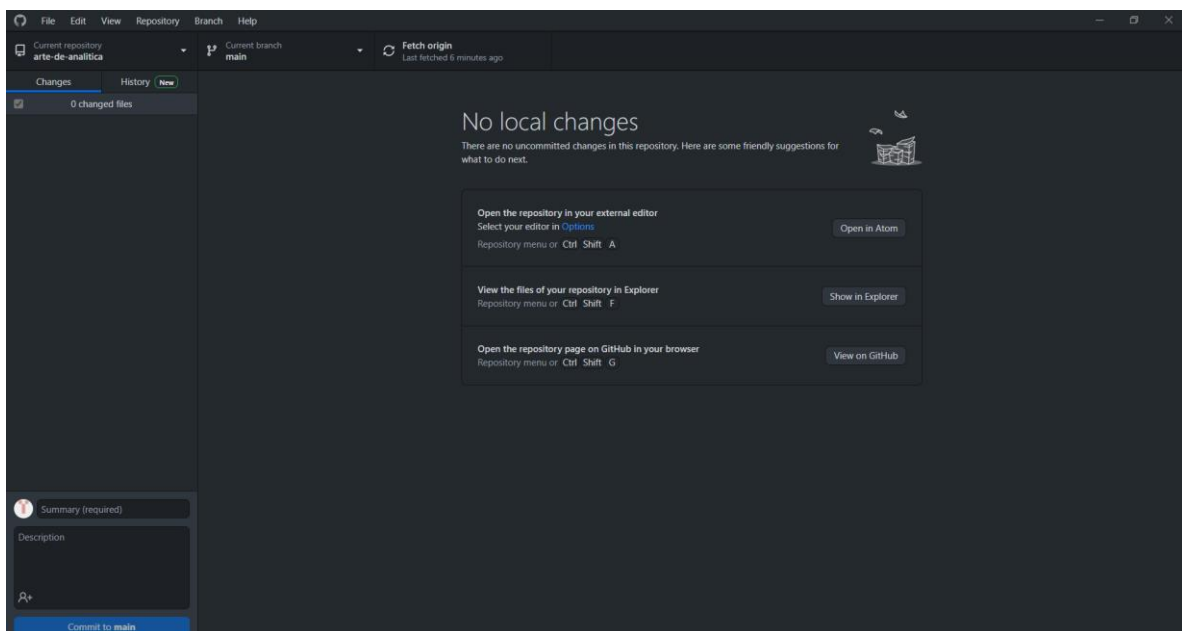 File Edit View Repository Branch Help
Current repository
arte-de-analitica
Current branch
main
Fetch origin
Last fetched 6 minutes ago
Changes
History New
0 changed files
No local changes
There are no uncommitted changes in this repository. Here are some friendly suggestions for
what to do next.
Open the repository in your external editor
Select your editor in Options
Repository menu or Ctrl Shift A
Open in Atom
View the files of your repository in Explorer
Repository menu or Ctrl Shift F
Show in Explorer
Open the repository page on GitHub in your browser
Repository menu or Ctrl Shift G
View on GitHub
Summary (required)
Description
Commit to main